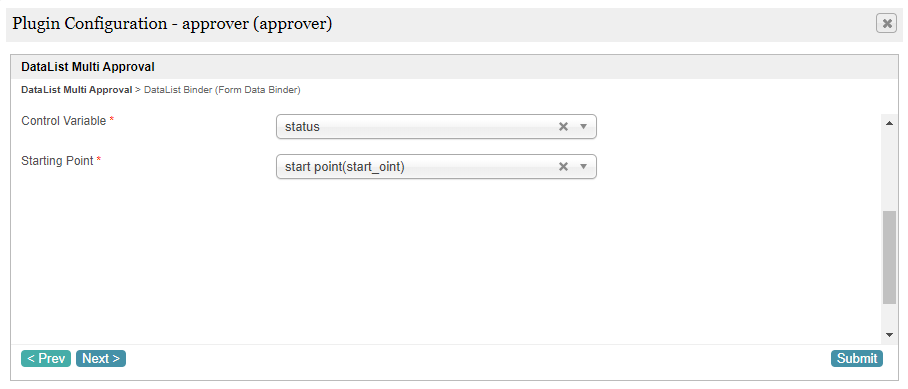 Plugin Configuration - approver (approver)
DataList Multi Approval
DataList Multi Approval > DataList Binder (Form Data Binder)
Control Variable *
status
Starting Point *
start point(start_oint)
< Prev Next > Submit